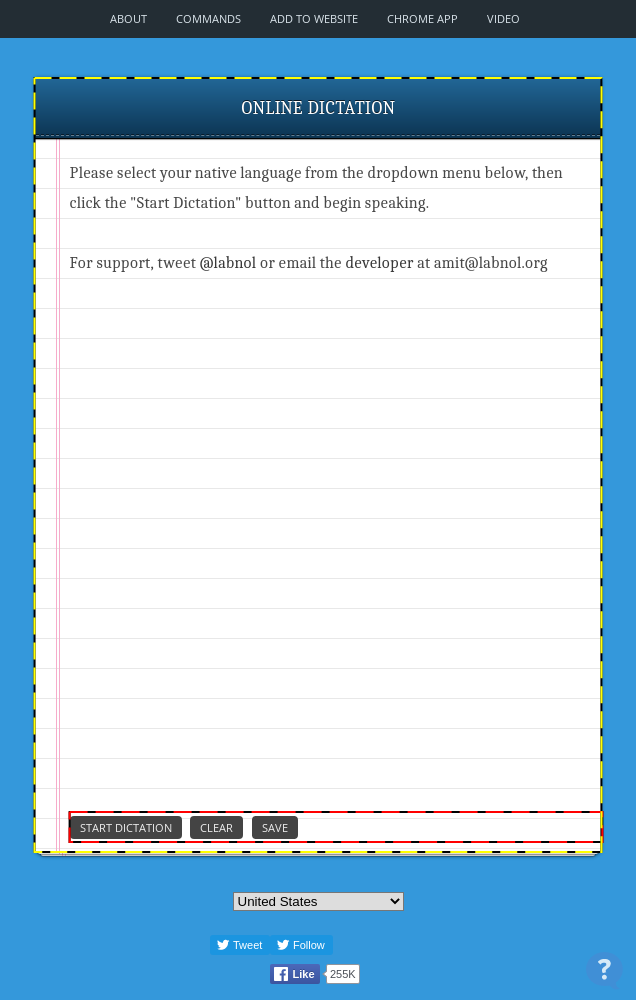 ABOUT COMMANDS ADD TO WEBSITE CHROME APP VIDEO
ONLINE DICTATION
Please select your native language from the dropdown menu below, then
click the "Start Dictation" button and begin speaking.
For support, tweet @labnol or email the developer at amit@labnol.org
START DICTATION CLEAR SAVE
United States
Tweet Follow
Like 255K
?